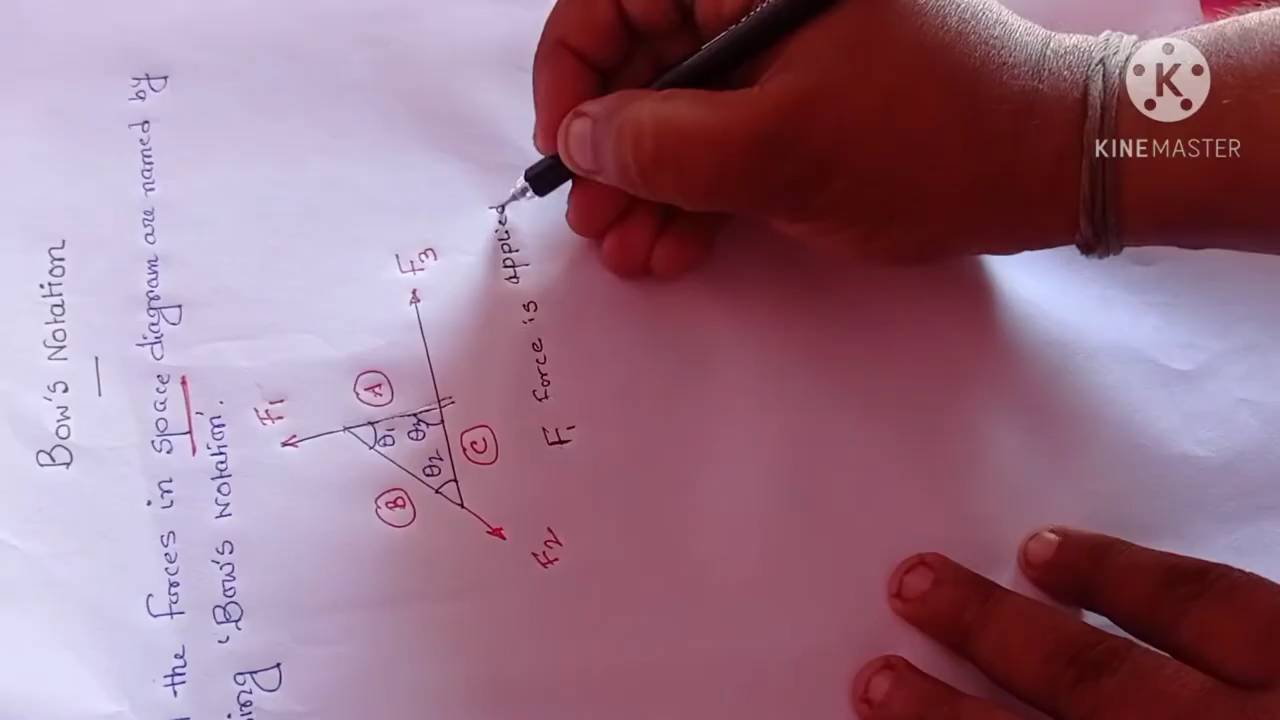 Bow's Notation
the forces in space diagram are named by
'Bow's Notation'.
F1
A
F3
θ1
θ3
B
θ2
C
F2
F1 force is applied
KINEMASTER